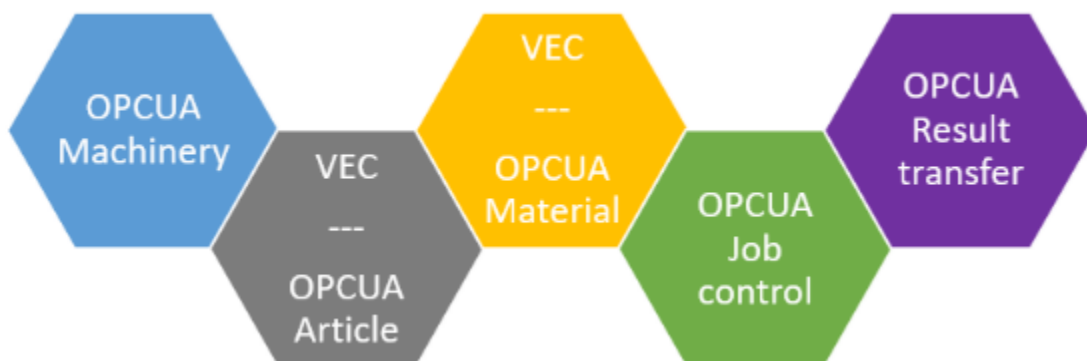 OPCUA
Machinery
VEC
---
OPCUA
Article
VEC
---
OPCUA
Material
OPCUA
Job
control
OPCUA
Result
transfer